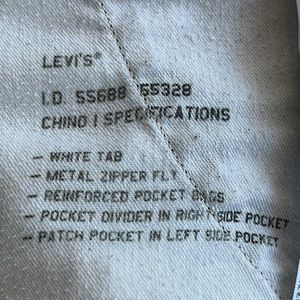 LEVI'S®
I.D. 55688 55328
CHINO I SPECIFICATIONS
- WHITE TAB
- METAL ZIPPER FLY
- REINFORCED POCKET BAGS
- POCKET DIVIDER IN RIGHT SIDE POCKET
- PATCH POCKET IN LEFT SIDE POCKET